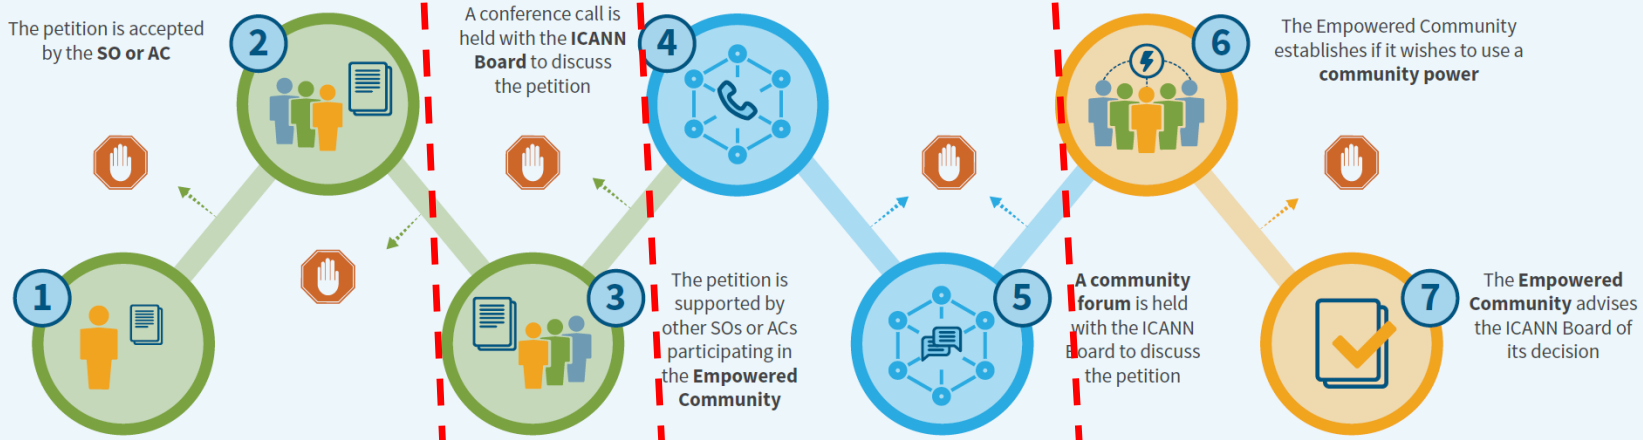 The petition is accepted
by the SO or AC
2
A conference call is
held with the ICANN
Board to discuss
the petition
4
6
The Empowered Community
establishes if it wishes to use a
community power
1
3
The petition is
supported by
other SOs or ACs
participating in
the Empowered
Community
5
A community
forum is held
with the ICANN
Board to discuss
the petition
7
The Empowered
Community advises
the ICANN Board of
its decision